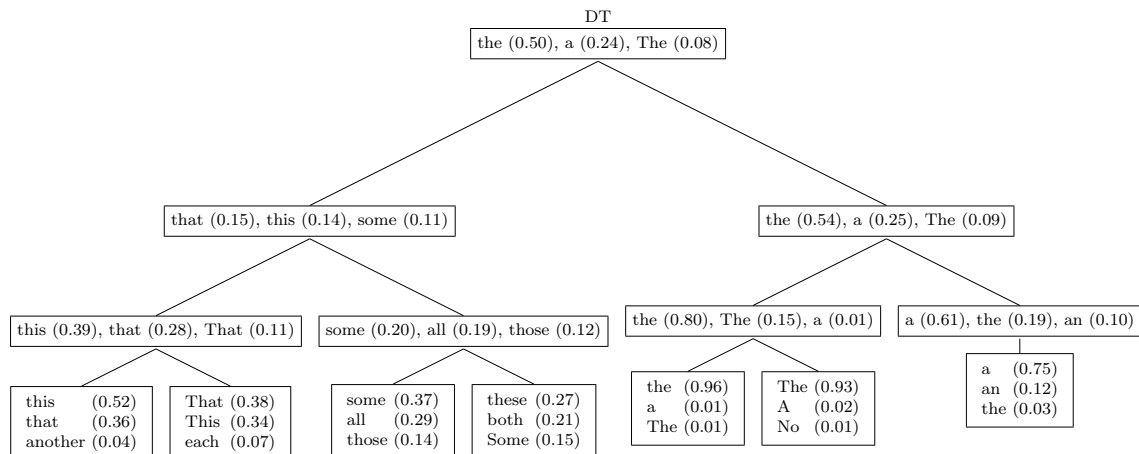 DT
the (0.50), a (0.24), The (0.08)
that (0.15), this (0.14), some (0.11)
the (0.54), a (0.25), The (0.09)
this (0.39), that (0.28), That (0.11)
some (0.20), all (0.19), those (0.12)
the (0.80), The (0.15), a (0.01)
a (0.61), the (0.19), an (0.10)
this (0.52)
that (0.36)
another (0.04)
That (0.38)
This (0.34)
each (0.07)
some (0.37)
all (0.29)
those (0.14)
these (0.27)
both (0.21)
Some (0.15)
the (0.96)
a (0.01)
The (0.01)
The (0.93)
A (0.02)
No (0.01)
a (0.75)
an (0.12)
the (0.03)